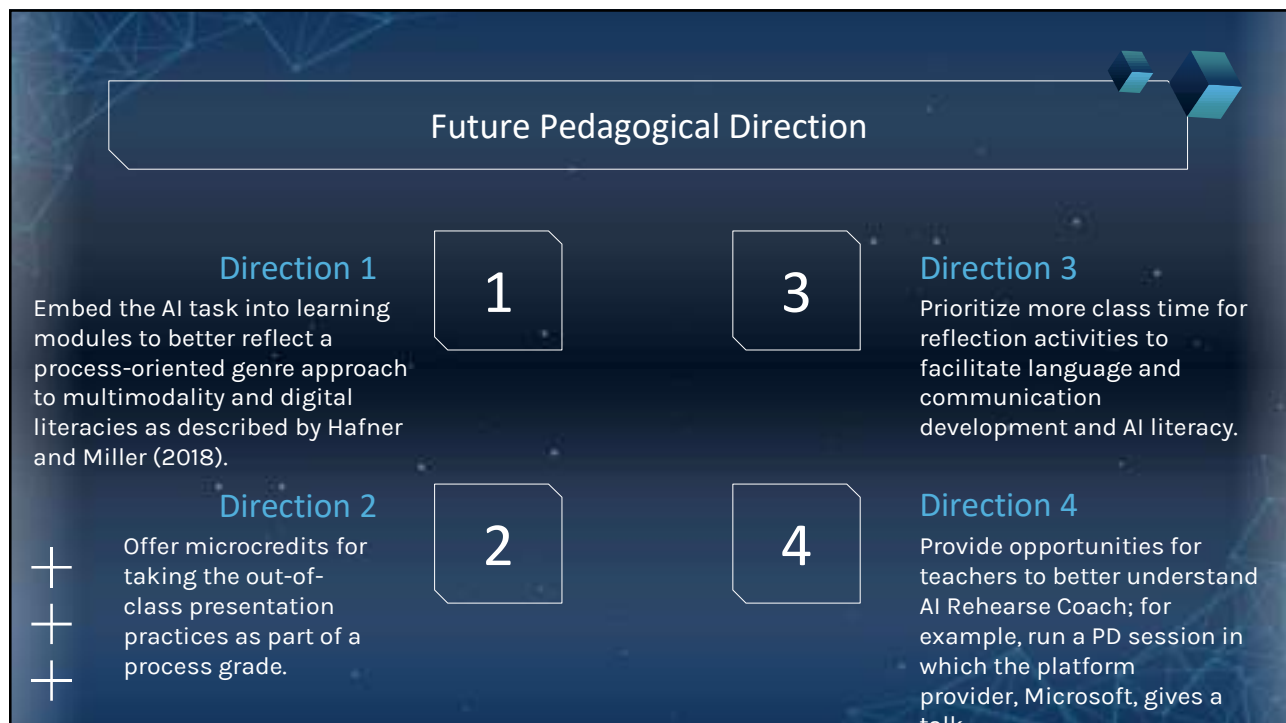 Future Pedagogical Direction
Direction 1
1
Embed the AI task into learning
modules to better reflect a
process-oriented genre approach
to multimodality and digital
literacies as described by Hafner
and Miller (2018).
Direction 2
2
Offer microcredits for
taking the out-of-
class presentation
practices as part of a
process grade.
3
Direction 3
Prioritize more class time for
reflection activities to
facilitate language and
communication
development and AI literacy.
4
Direction 4
Provide opportunities for
teachers to better understand
AI Rehearse Coach; for
example, run a PD session in
which the platform
provider, Microsoft, gives a
talk